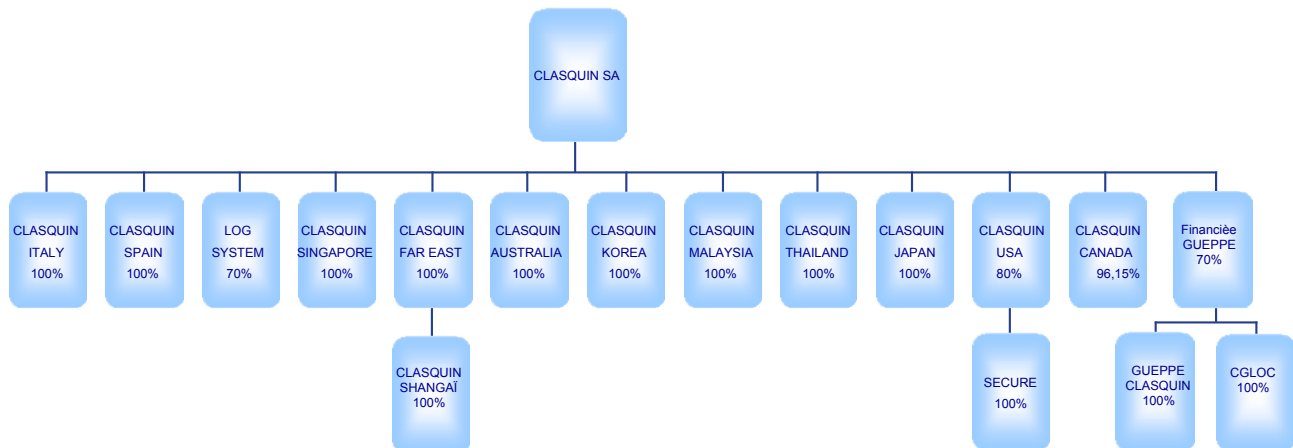 CLASQUIN SA
CLASQUIN
ITALY
100%
CLASQUIN
SPAIN
100%
LOG
SYSTEM
70%
CLASQUIN
SINGAPORE
100%
CLASQUIN
FAR EAST
100%
CLASQUIN
AUSTRALIA
100%
CLASQUIN
KOREA
100%
CLASQUIN
MALAYSIA
100%
CLASQUIN
THAILAND
100%
CLASQUIN
JAPAN
100%
CLASQUIN
USA
80%
CLASQUIN
CANADA
96,15%
Financièe
GUEPPE
70%
CLASQUIN
SHANGAÏ
100%
SECURE
100%
GUEPPE
CLASQUIN
100%
CGLOC
100%